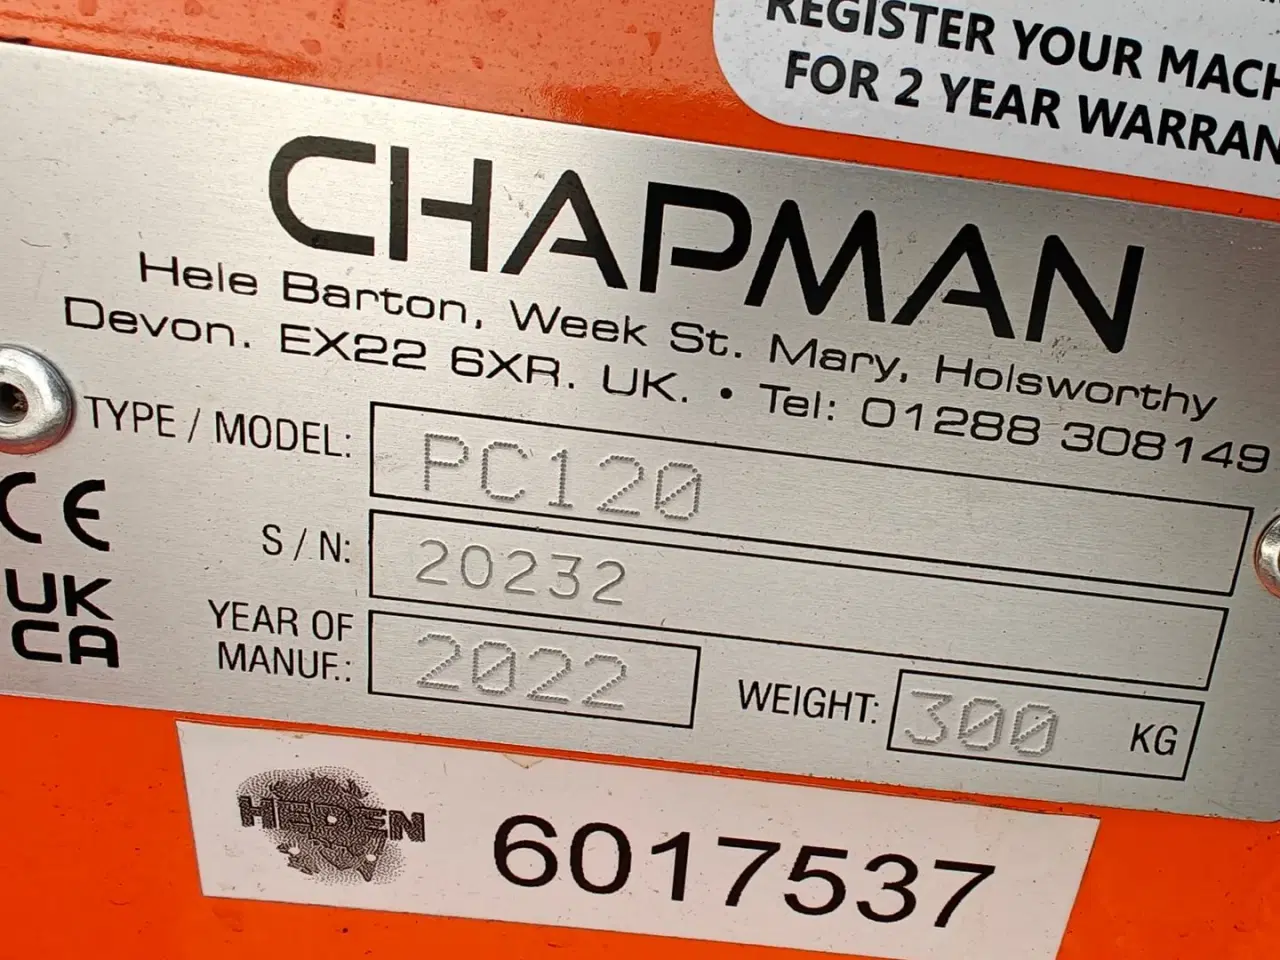 REGISTER YOUR MACH
FOR 2 YEAR WARRAN
CHAPMAN
Hele Barton, Week St. Mary, Holsworthy
Devon. EX22 6XR. UK. • Tel: 01288 308149
TYPE / MODEL: PC120
S / N: 20232
YEAR OF
MANUF.: 2022 WEIGHT: 300 KG
CE
UK
CA
HEDEN 6017537